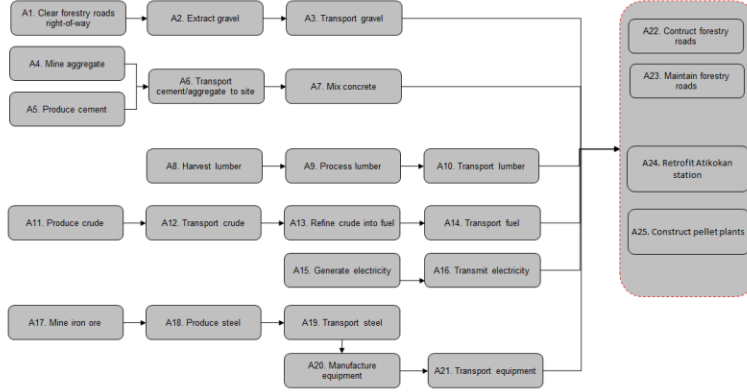 A1. Clear forestry roads
right-of-way
A2. Extract gravel
A3. Transport gravel
A4. Mine aggregate
A5. Produce cement
A6. Transport
cement/aggregate to site
A7. Mix concrete
A8. Harvest lumber
A9. Process lumber
A10. Transport lumber
A11. Produce crude
A12. Transport crude
A13. Refine crude into fuel
A14. Transport fuel
A15. Generate electricity
A16. Transmit electricity
A17. Mine iron ore
A18. Produce steel
A19. Transport steel
A20. Manufacture
equipment
A21. Transport equipment
A22. Contruct forestry
roads
A23. Maintain forestry
roads
A24. Retrofit Atikokan
station
A25. Construct pellet plants